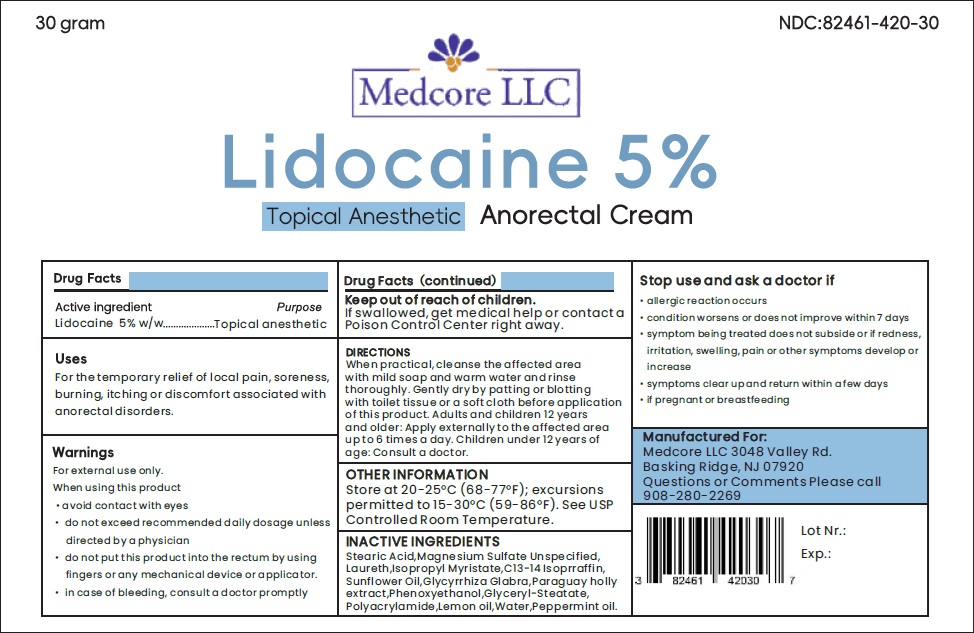 30 gram
NDC:82461-420-30
Medcore LLC
Lidocaine 5%
Topical Anesthetic Anorectal Cream
Drug Facts
Active ingredient Purpose
Lidocaine 5% w/w....................Topical anesthetic
Uses
For the temporary relief of local pain, soreness,
burning, itching or discomfort associated with
anorectal disorders.
Warnings
For external use only.
When using this product
• avoid contact with eyes
• do not exceed recommended daily dosage unless
directed by a physician
• do not put this product into the rectum by using
fingers or any mechanical device or applicator.
• in case of bleeding, consult a doctor promptly
Drug Facts (continued)
Keep out of reach of children.
If swallowed, get medical help or contact a
Poison Control Center right away.
DIRECTIONS
When practical, cleanse the affected area
with mild soap and warm water and rinse
thoroughly. Gently dry by patting or blotting
with toilet tissue or a soft cloth before application
of this product. Adults and children 12 years
and older: Apply externally to the affected area
up to 6 times a day. Children under 12 years of
age: Consult a doctor.
OTHER INFORMATION
Store at 20-25°C (68-77°F); excursions
permitted to 15-30°C (59-86°F). See USP
Controlled Room Temperature.
INACTIVE INGREDIENTS
Stearic Acid,Magnesium Sulfate Unspecified,
Laureth,Isopropyl Myristate,C13-14 Isoprraffin,
Sunflower Oil,Glycyrrhiza Glabra,Paraguay holly
extract,Phenoxyethanol,Glyceryl-Steatate,
Polyacrylamide,Lemon oil,Water,Peppermint oil.
Stop use and ask a doctor if
• allergic reaction occurs
• condition worsens or does not improve within 7 days
• symptom being treated does not subside or if redness,
irritation, swelling, pain or other symptoms develop or
increase
• symptoms clear up and return within a few days
• if pregnant or breastfeeding
Manufactured For:
Medcore LLC 3048 Valley Rd.
Basking Ridge, NJ 07920
Questions or Comments Please call
908-280-2269
Lot Nr.:
Exp.:
3 82461 42030 7